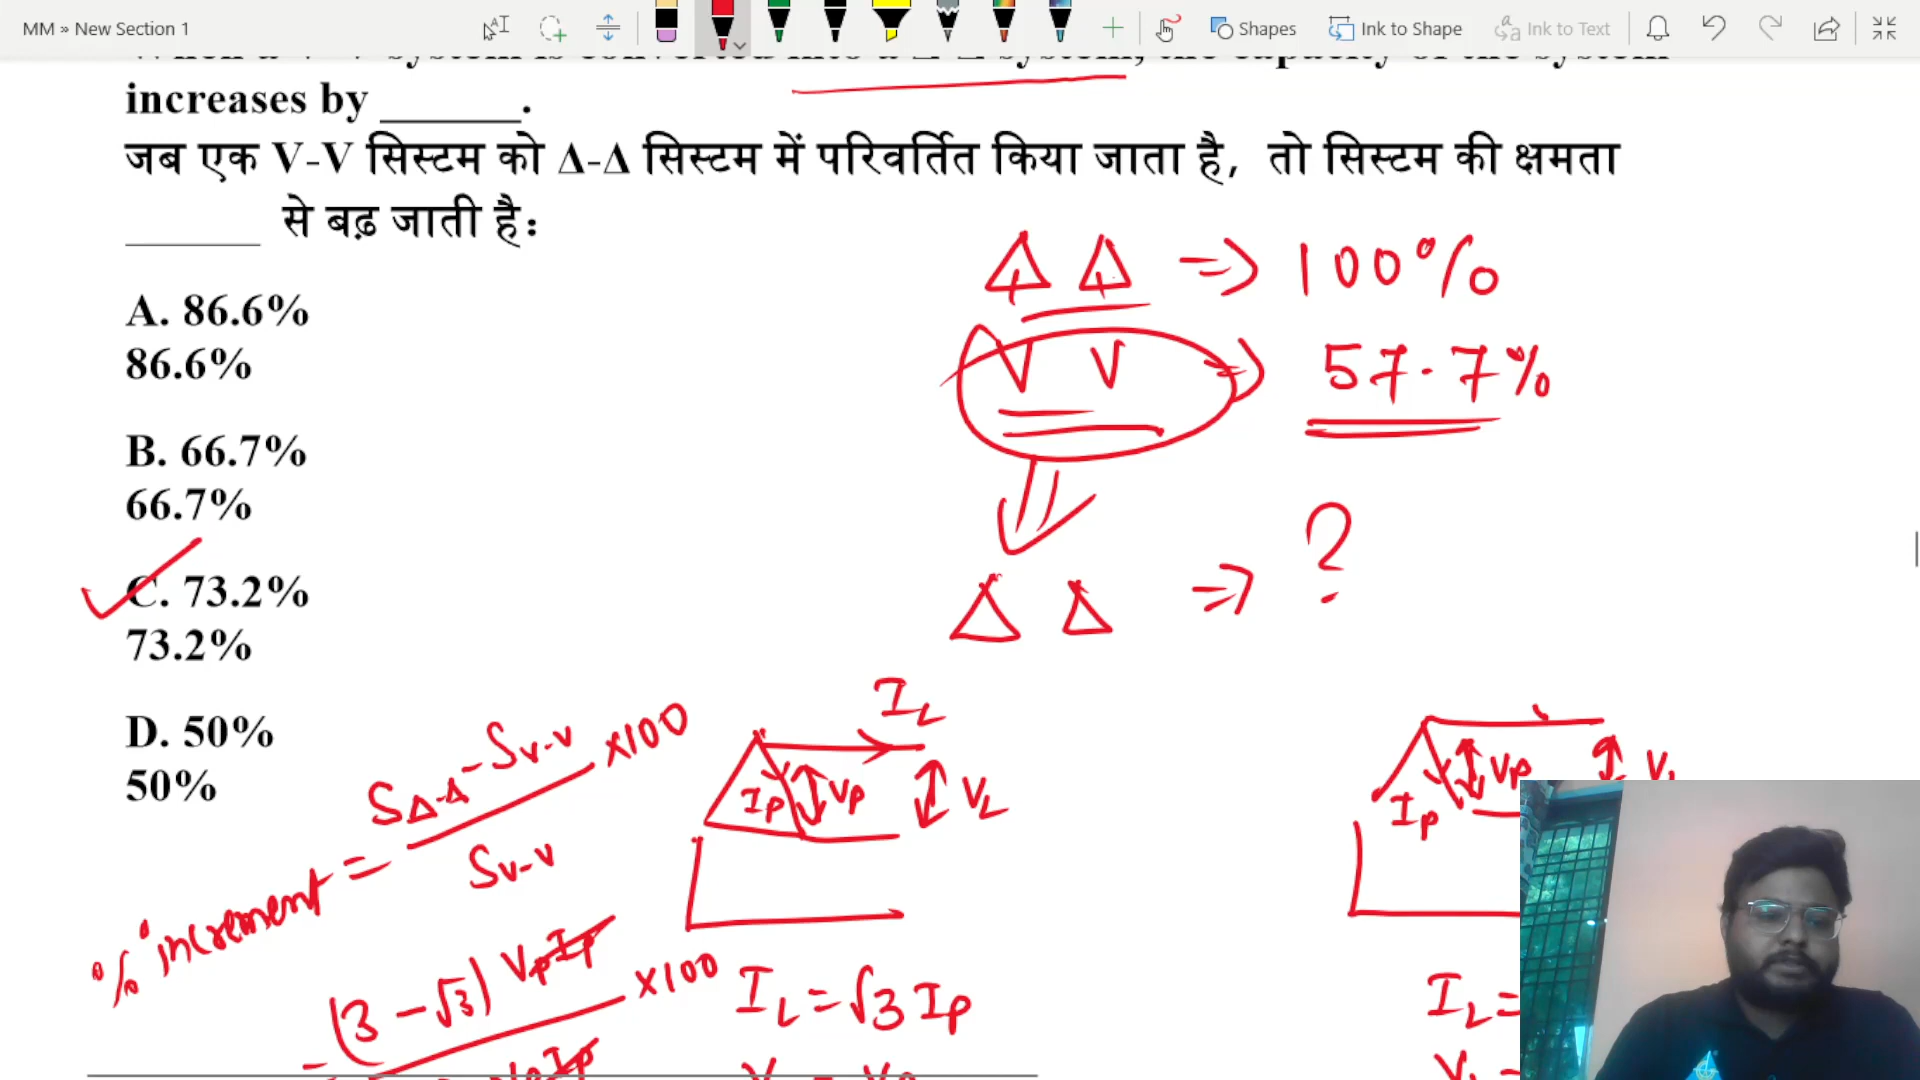 MM » New Section 1
Shapes
Ink to Shape
Ink to Text
increases by ______.
जब एक V-V सिस्टम को Δ-Δ सिस्टम में परिवर्तित किया जाता है, तो सिस्टम की क्षमता
______ से बढ़ जाती है:
Δ Δ => 100%
V V => 57.7%
Δ Δ => ?
A. 86.6%
86.6%
B. 66.7%
66.7%
C. 73.2%
73.2%
D. 50%
50%
% increment = SΔ-Δ - Sv-v ×100
Sv-v
= (3 - √3) VpIp ×100
IL
Ip Vp VL
IL = √3 Ip
Ip Vp
IL =